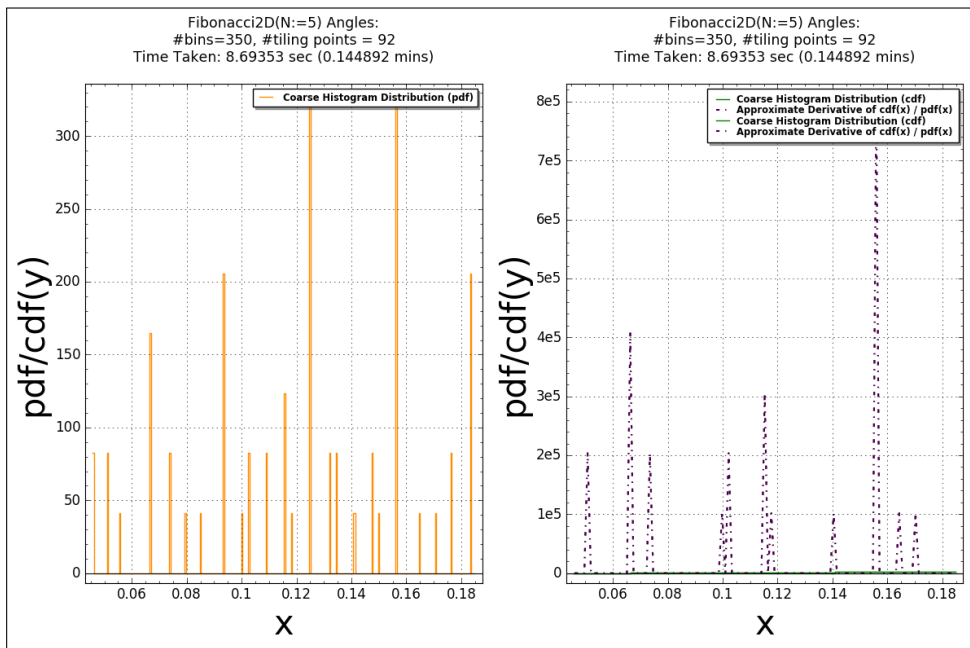 Fibonacci2D(N:=5) Angles:
#bins=350, #tiling points = 92
Time Taken: 8.69353 sec (0.144892 mins)
Coarse Histogram Distribution (pdf)
300
250
200
150
100
50
0
pdf/cdf(y)
0.06 0.08 0.1 0.12 0.14 0.16 0.18
x
Fibonacci2D(N:=5) Angles:
#bins=350, #tiling points = 92
Time Taken: 8.69353 sec (0.144892 mins)
Coarse Histogram Distribution (cdf)
Approximate Derivative of cdf(x) / pdf(x)
Coarse Histogram Distribution (cdf)
Approximate Derivative of cdf(x) / pdf(x)
8e5
7e5
6e5
5e5
4e5
3e5
2e5
1e5
0
pdf/cdf(y)
0.06 0.08 0.1 0.12 0.14 0.16 0.18
x